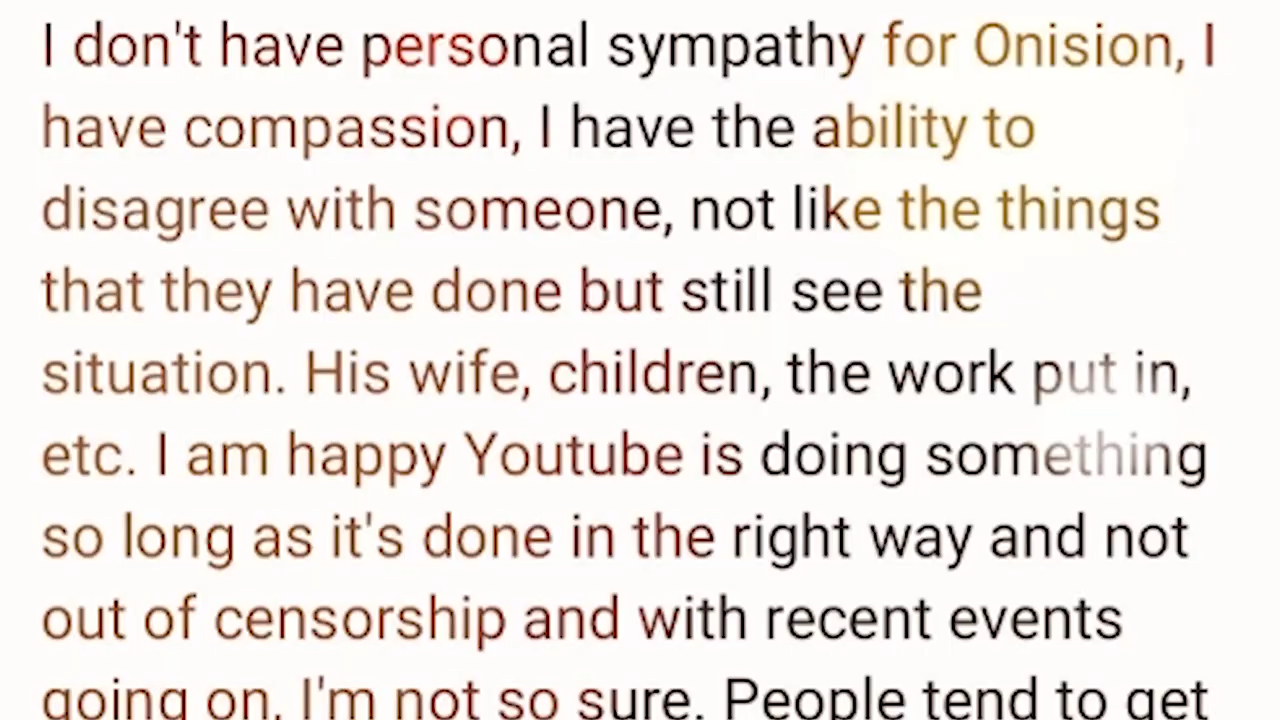 I don't have personal sympathy for Onision, I
have compassion, I have the ability to
disagree with someone, not like the things
that they have done but still see the
situation. His wife, children, the work put in,
etc. I am happy Youtube is doing something
so long as it's done in the right way and not
out of censorship and with recent events
going on, I'm not so sure. People tend to get